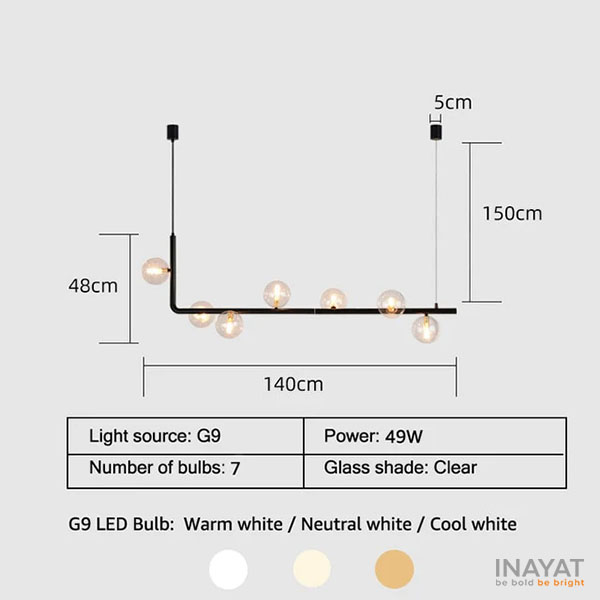 5cm
150cm
48cm
140cm
Light source: G9
Power: 49W
Number of bulbs: 7
Glass shade: Clear
G9 LED Bulb: Warm white / Neutral white / Cool white
INAYAT
be bold be bright